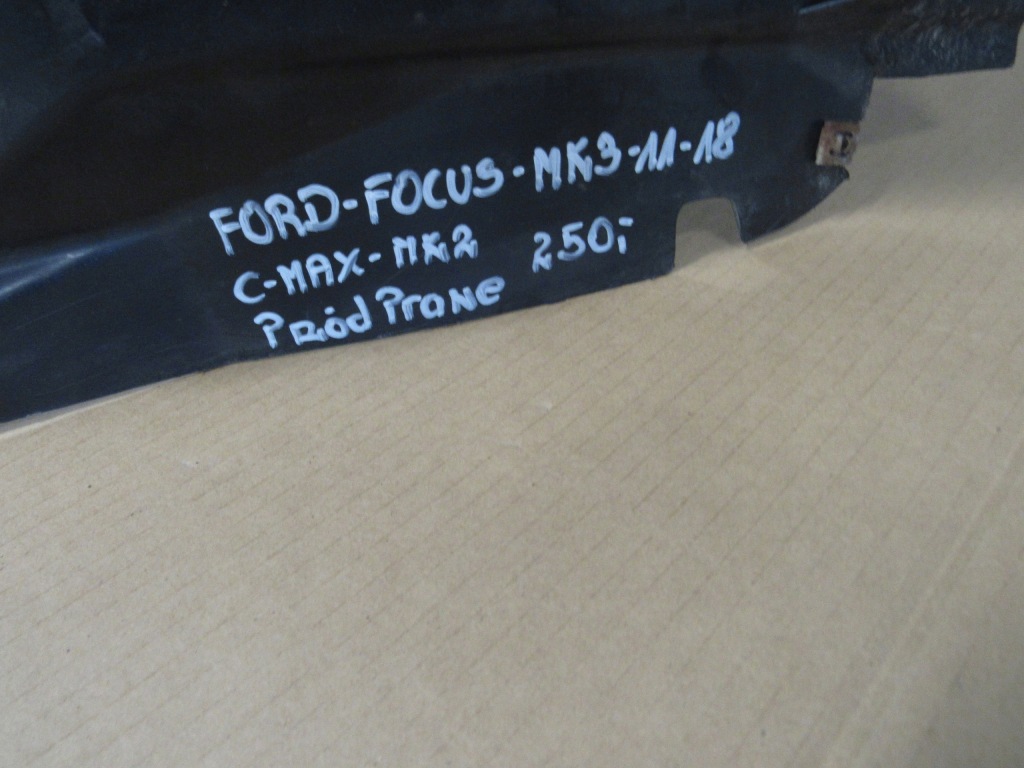 FORD-FOCUS-MK3-11-18
C-MAX-MK2 250;
Przód Prawe